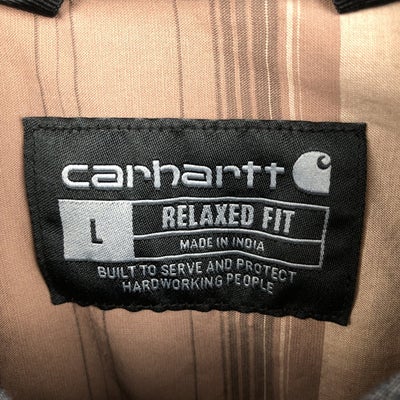 carhartt
L RELAXED FIT
MADE IN INDIA
BUILT TO SERVE AND PROTECT
HARDWORKING PEOPLE